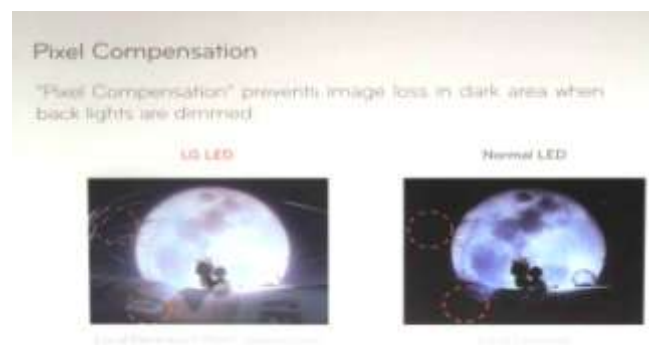 Pixel Compensation
"Pixel Compensation" prevents image loss in dark area when
back lights are dimmed
LG LED
Normal LED